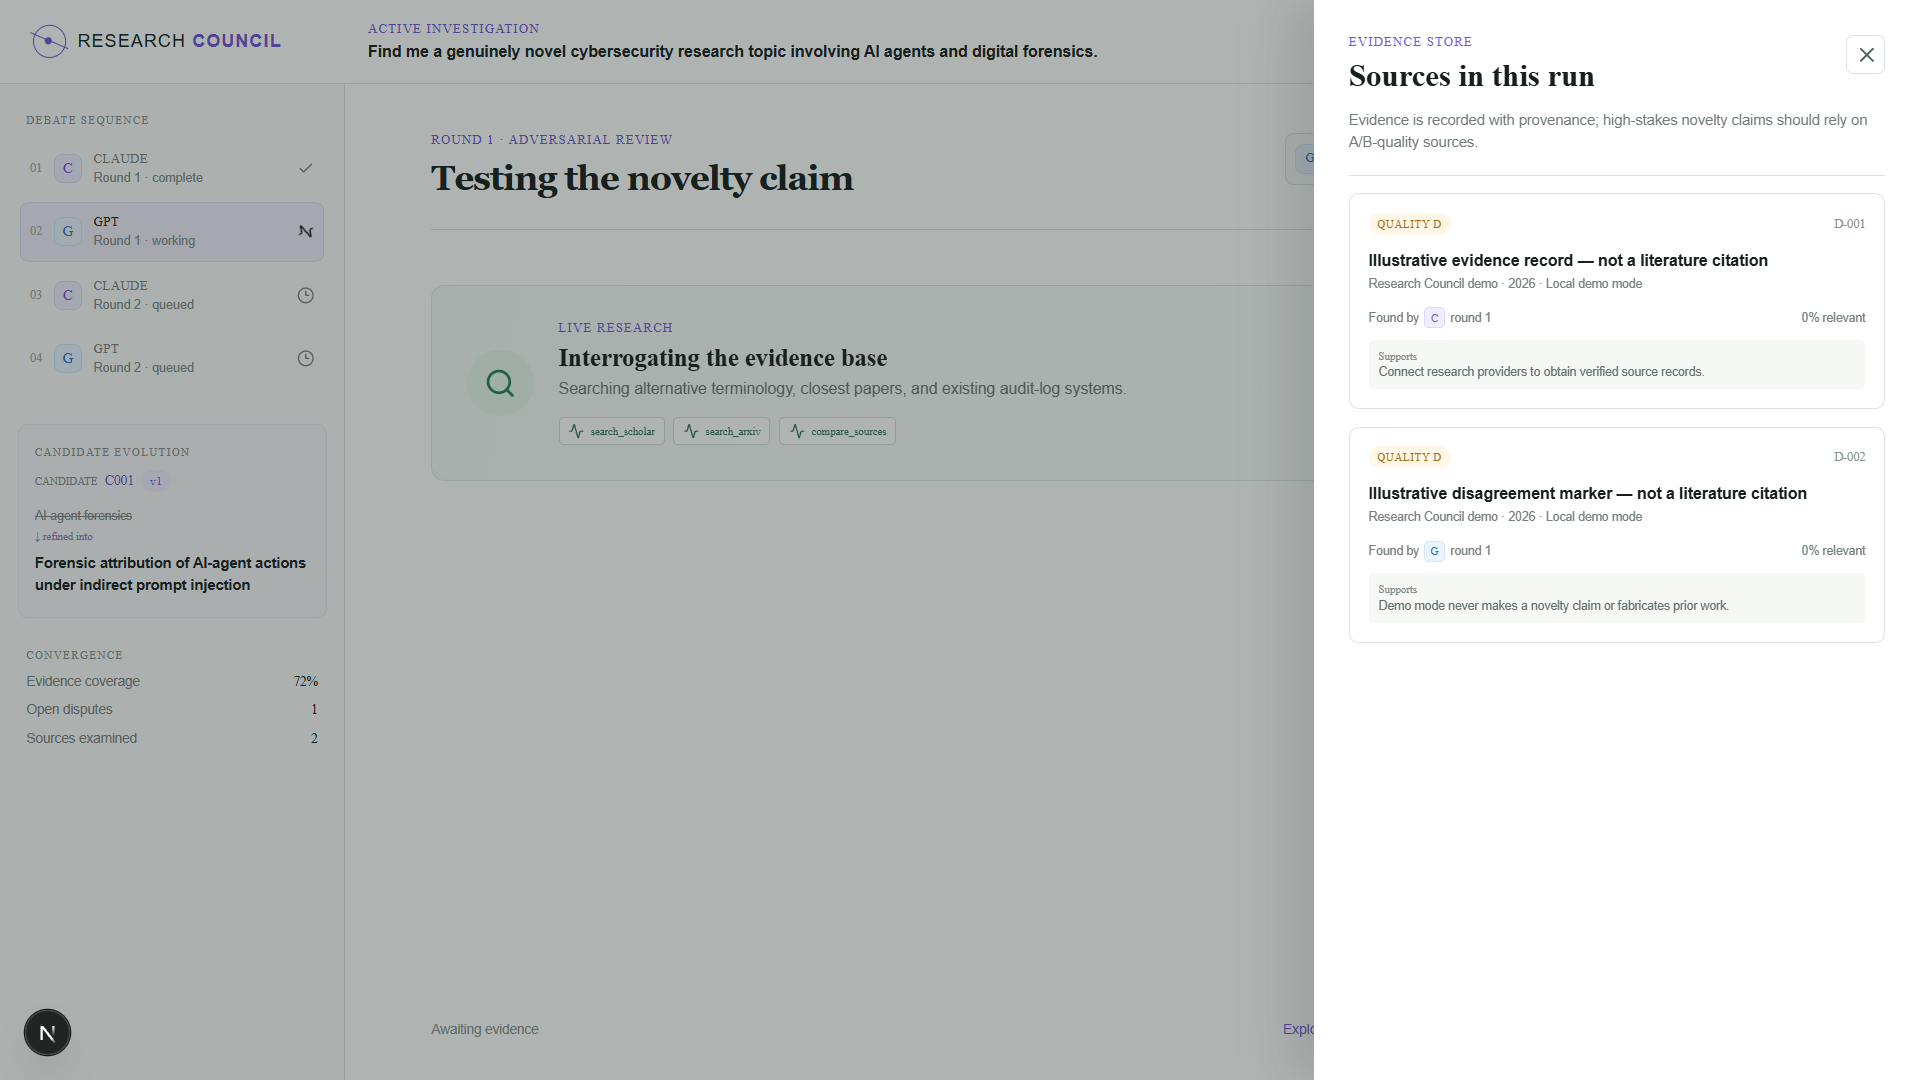 RESEARCH COUNCIL
ACTIVE INVESTIGATION
Find me a genuinely novel cybersecurity research topic involving AI agents and digital forensics.
DEBATE SEQUENCE
01 C CLAUDE
Round 1 · complete
02 G GPT
Round 1 · working
03 C CLAUDE
Round 2 · queued
04 G GPT
Round 2 · queued
CANDIDATE EVOLUTION
CANDIDATE C001 v1
AI agent forensics
↓ refined into
Forensic attribution of AI-agent actions
under indirect prompt injection
CONVERGENCE
Evidence coverage 72%
Open disputes 1
Sources examined 2
N
ROUND 1 · ADVERSARIAL REVIEW
Testing the novelty claim
G
LIVE RESEARCH
Interrogating the evidence base
Searching alternative terminology, closest papers, and existing audit-log systems.
search_scholar search_arxiv compare_sources
Awaiting evidence
EVIDENCE STORE
Sources in this run
Evidence is recorded with provenance; high-stakes novelty claims should rely on
A/B-quality sources.
QUALITY D D-001
Illustrative evidence record — not a literature citation
Research Council demo · 2026 · Local demo mode
Found by C round 1 0% relevant
Supports
Connect research providers to obtain verified source records.
QUALITY D D-002
Illustrative disagreement marker — not a literature citation
Research Council demo · 2026 · Local demo mode
Found by G round 1 0% relevant
Supports
Demo mode never makes a novelty claim or fabricates prior work.